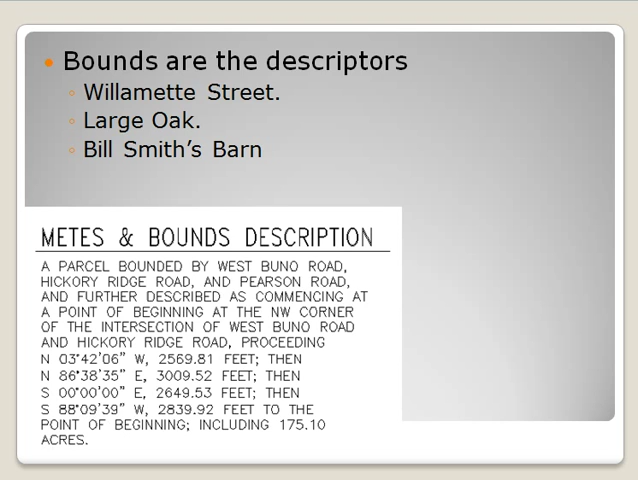 Bounds are the descriptors
Willamette Street.
Large Oak.
Bill Smith's Barn
METES & BOUNDS DESCRIPTION
A PARCEL BOUNDED BY WEST BUNO ROAD,
HICKORY RIDGE ROAD, AND PEARSON ROAD,
AND FURTHER DESCRIBED AS COMMENCING AT
A POINT OF BEGINNING AT THE NW CORNER
OF THE INTERSECTION OF WEST BUNO ROAD
AND HICKORY RIDGE ROAD, PROCEEDING
N 03°42'06" W, 2569.81 FEET; THEN
N 86°38'35" E, 3009.52 FEET; THEN
S 00°00'00" E, 2649.53 FEET; THEN
S 88°09'39" W, 2839.92 FEET TO THE
POINT OF BEGINNING; INCLUDING 175.10
ACRES.